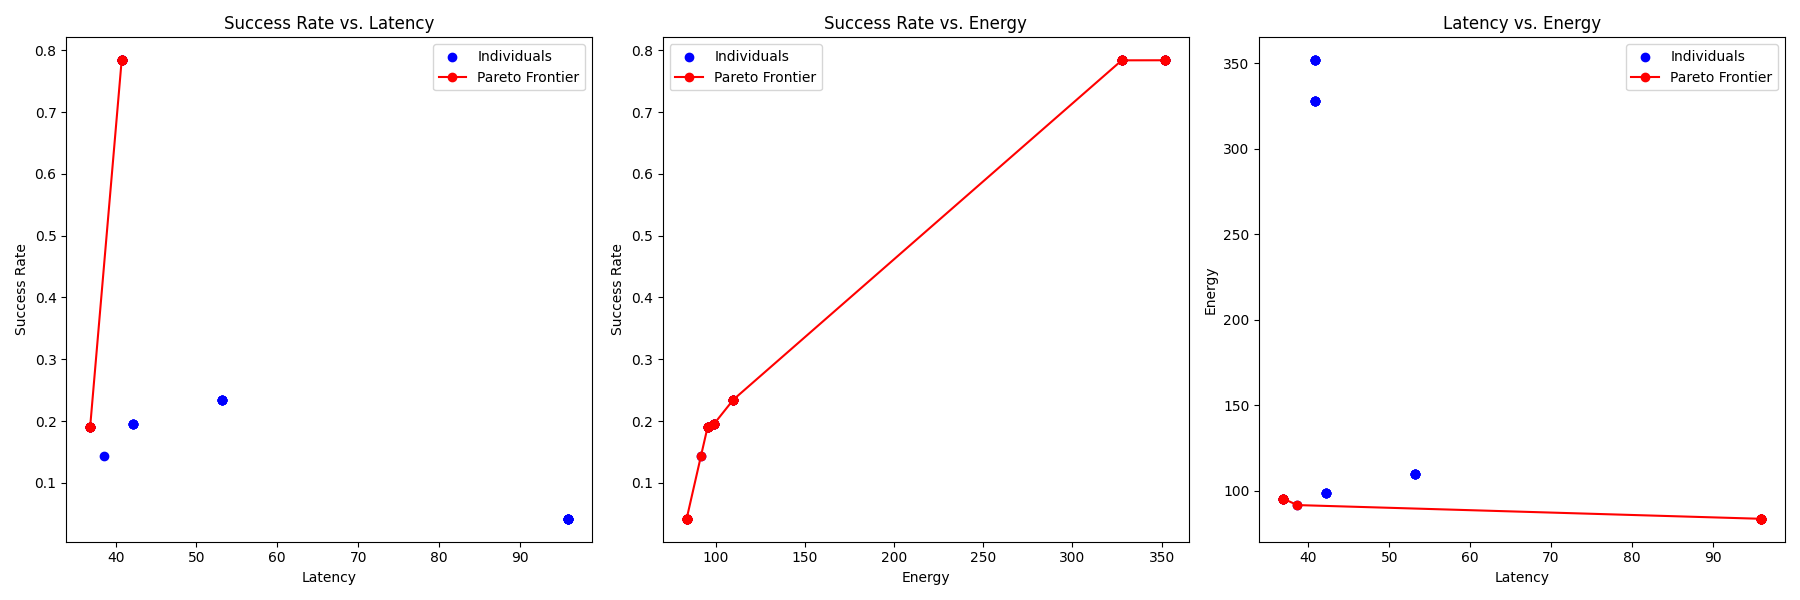 Success Rate vs. Latency
Success Rate
0.8
0.7
0.6
0.5
0.4
0.3
0.2
0.1
Individuals
Pareto Frontier
40 50 60 70 80 90
Latency
Success Rate vs. Energy
Success Rate
0.8
0.7
0.6
0.5
0.4
0.3
0.2
0.1
Individuals
Pareto Frontier
100 150 200 250 300 350
Energy
Latency vs. Energy
Energy
350
300
250
200
150
100
Individuals
Pareto Frontier
40 50 60 70 80 90
Latency